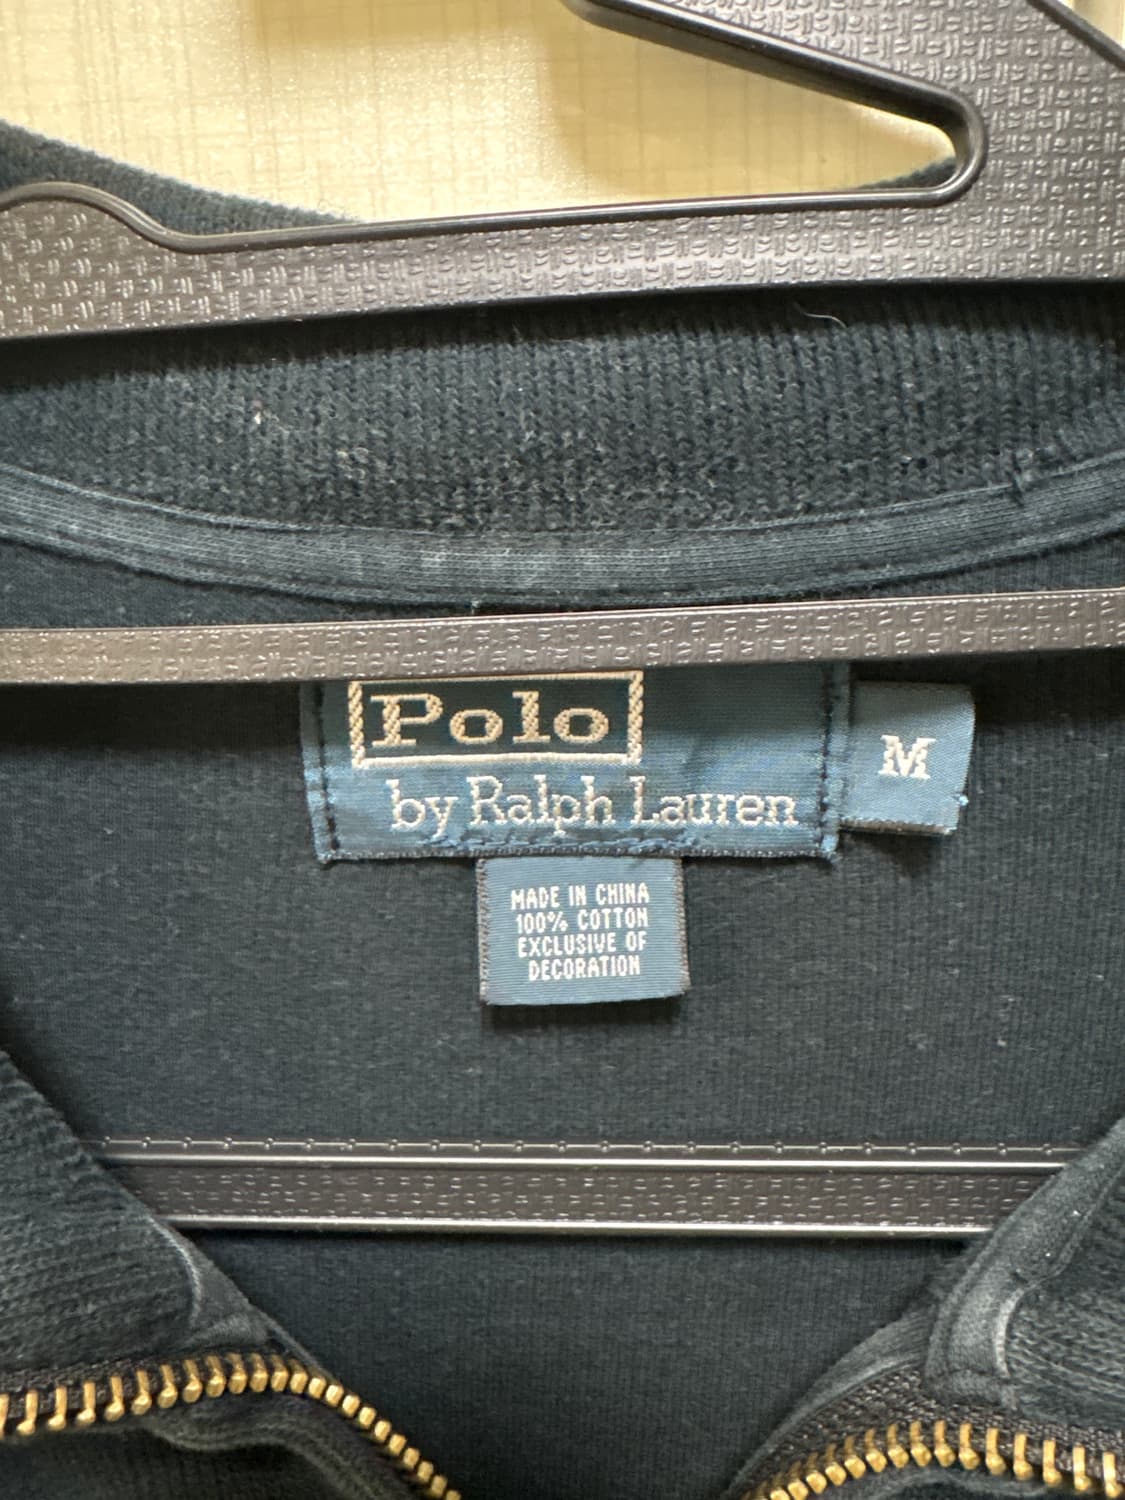 Polo
by Ralph Lauren
M
MADE IN CHINA
100% COTTON
EXCLUSIVE OF
DECORATION